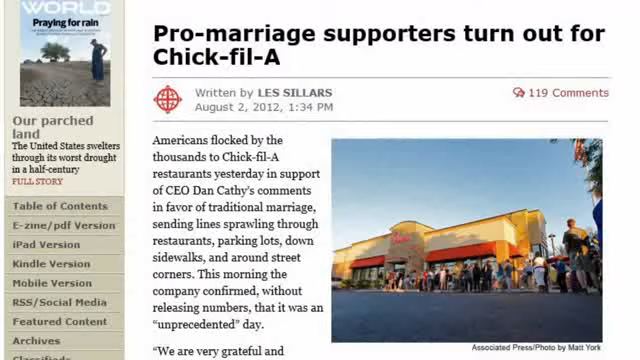 WORLD
Praying for rain
Our parched
land
The United States swelters
through its worst drought
in a half-century
FULL STORY
Table of Contents
E-zine/pdf Version
iPad Version
Kindle Version
Mobile Version
RSS/Social Media
Featured Content
Archives
Classifieds
Pro-marriage supporters turn out for
Chick-fil-A
Written by LES SILLARS
August 2, 2012, 1:34 PM
119 Comments
Americans flocked by the
thousands to Chick-fil-A
restaurants yesterday in support
of CEO Dan Cathy's comments
in favor of traditional marriage,
sending lines sprawling through
restaurants, parking lots, down
sidewalks, and around street
corners. This morning the
company confirmed, without
releasing numbers, that it was an
“unprecedented” day.
“We are very grateful and
Associated Press/Photo by Matt York